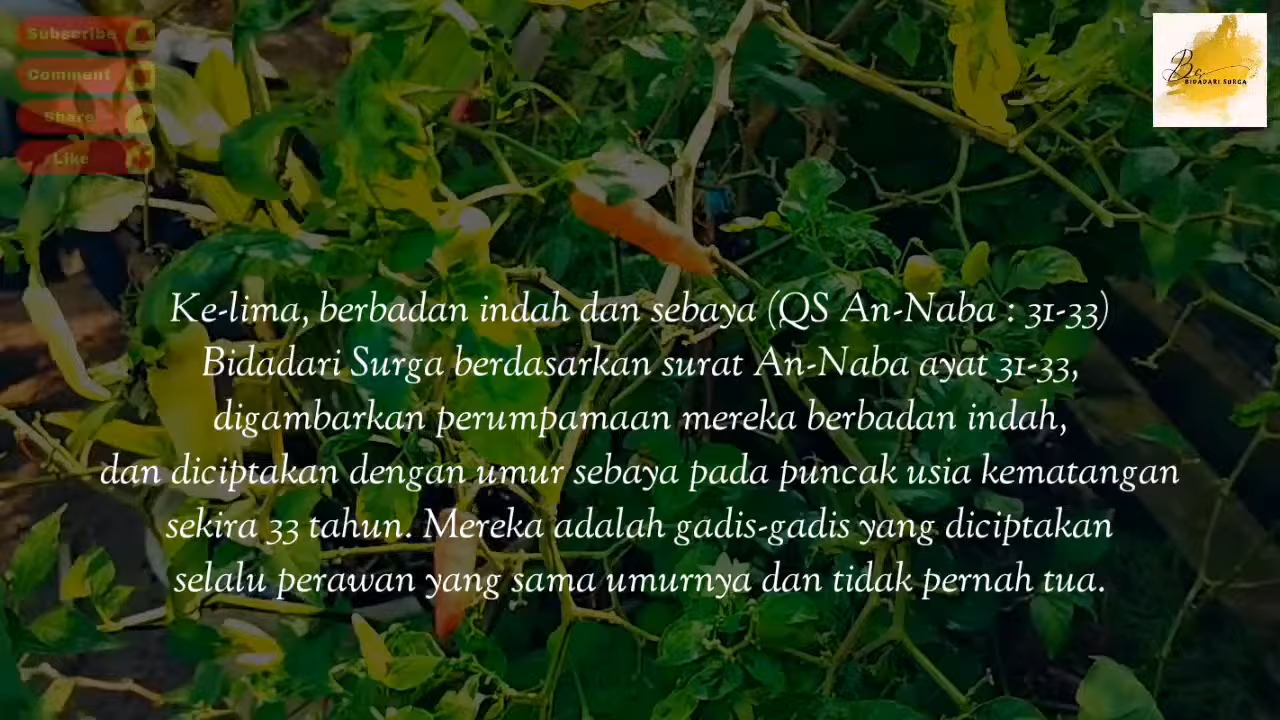 Subscribe
Comment
Share
Like
BIDADARI SURGA
Ke-lima, berbadan indah dan sebaya (QS An-Naba : 31-33)
Bidadari Surga berdasarkan surat An-Naba ayat 31-33,
digambarkan perumpamaan mereka berbadan indah,
dan diciptakan dengan umur sebaya pada puncak usia kematangan
sekira 33 tahun. Mereka adalah gadis-gadis yang diciptakan
selalu perawan yang sama umurnya dan tidak pernah tua.